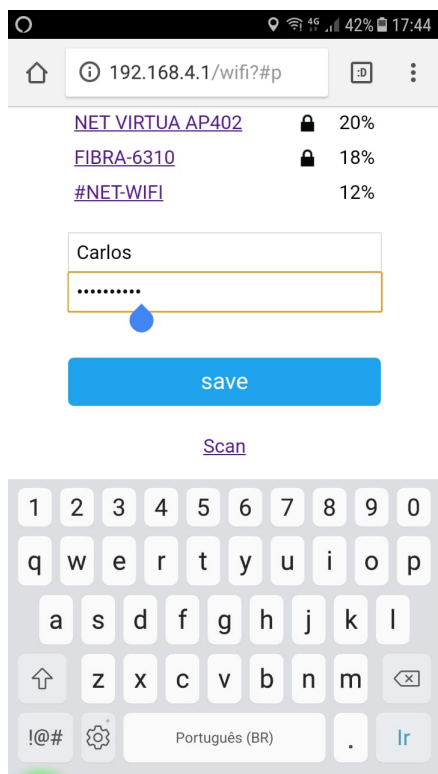 4G 42% 17:44
192.168.4.1/wifi?#p :D
NET VIRTUA AP402 20%
FIBRA-6310 18%
#NET-WIFI 12%
Carlos
••••••••••
save
Scan
1 2 3 4 5 6 7 8 9 0
q w e r t y u i o p
a s d f g h j k l
z x c v b n m
!@# Português (BR) . Ir